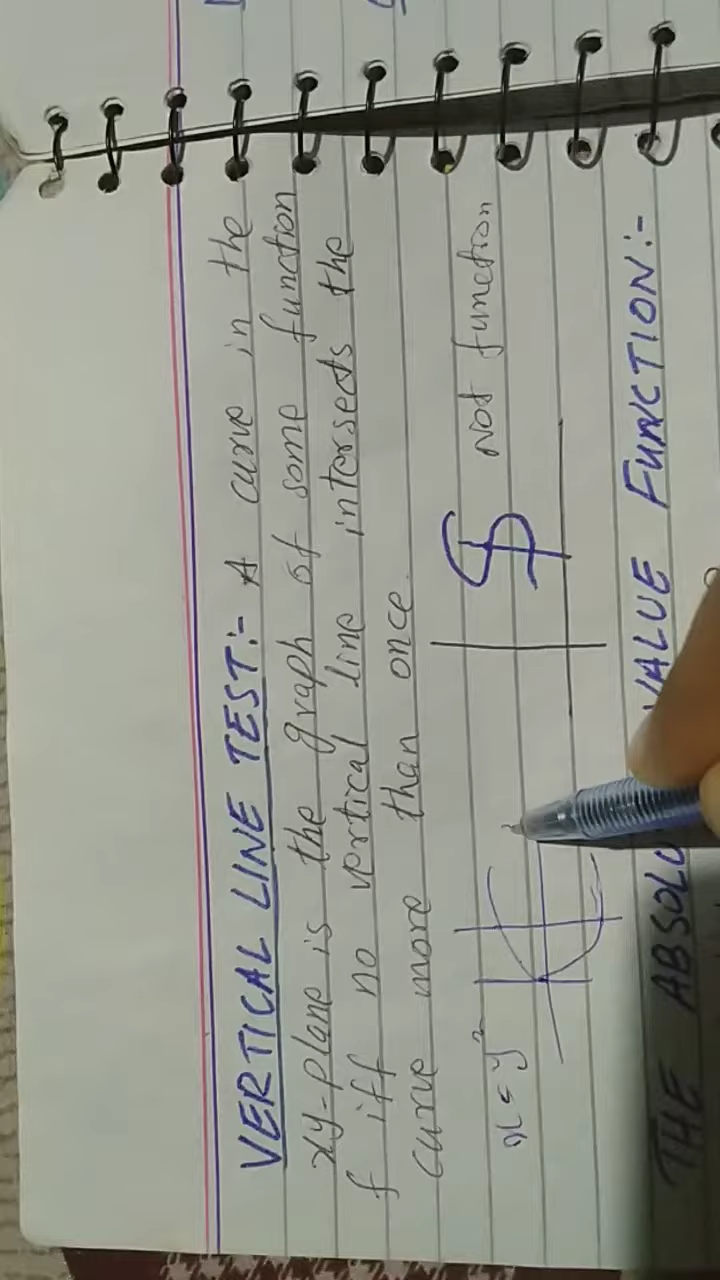 VERTICAL LINE TEST:- A curve in the
xy-plane is the graph of some function
f iff no vertical line intersects the
curve more than once.
x = y²
Not function
THE ABSOLU VALUE FUNCTION:-